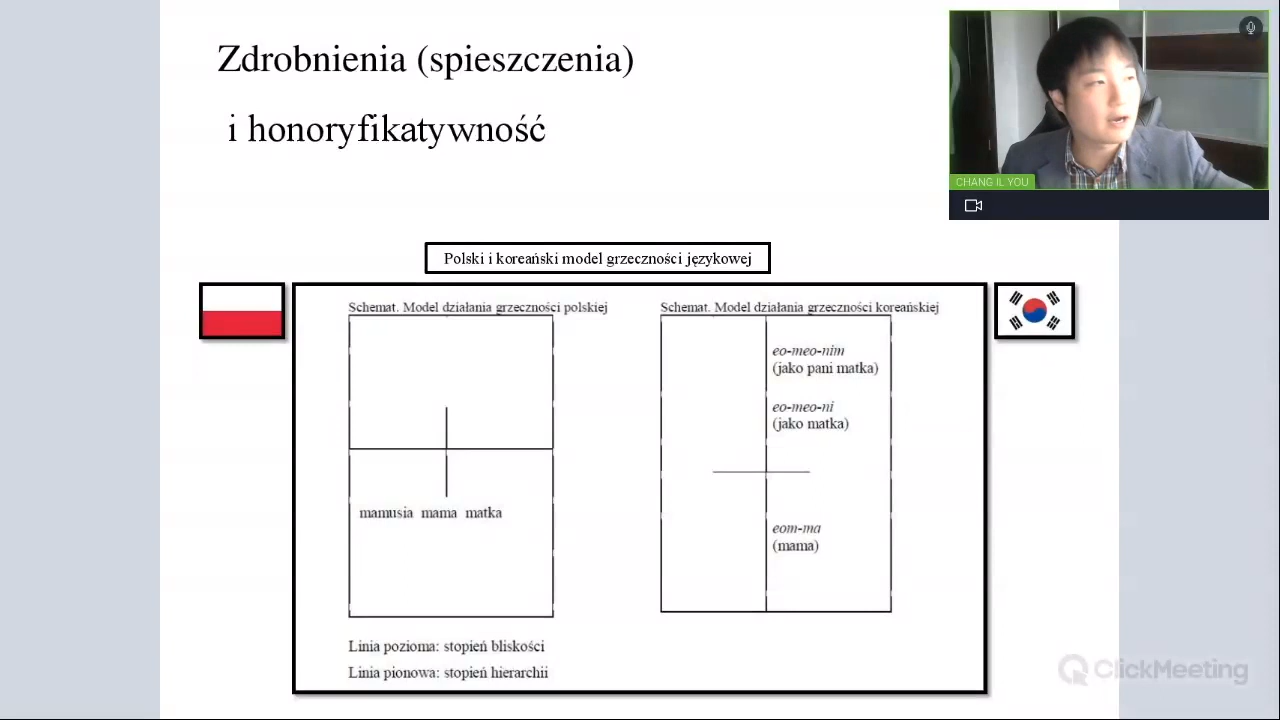 Zdrobnienia (spieszczenia)
i honoryfikatywność
CHANG IL YOU
Polski i koreański model grzeczności językowej
Schemat. Model działania grzeczności polskiej
mamusia mama matka
Linia pozioma: stopień bliskości
Linia pionowa: stopień hierarchii
Schemat. Model działania grzeczności koreańskiej
eo-meo-nim
(jako pani matka)
eo-meo-ni
(jako matka)
eom-ma
(mama)
ClickMeeting